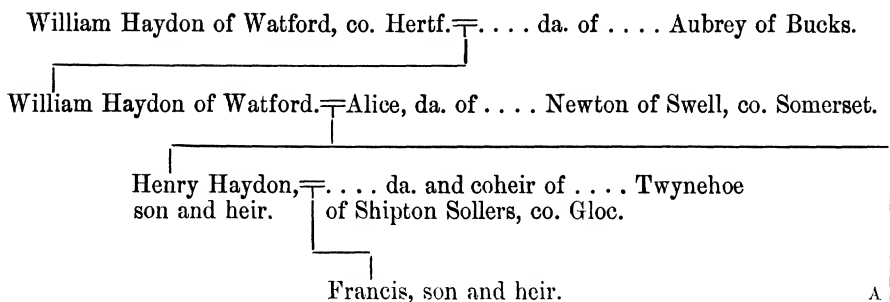 William Haydon of Watford, co. Hertf.=. . . . da. of . . . . Aubrey of Bucks.
William Haydon of Watford.=Alice, da. of . . . . Newton of Swell, co. Somerset.
Henry Haydon,=. . . . da. and coheir of . . . . Twynehoe
son and heir. of Shipton Sollers, co. Gloc.
Francis, son and heir. A